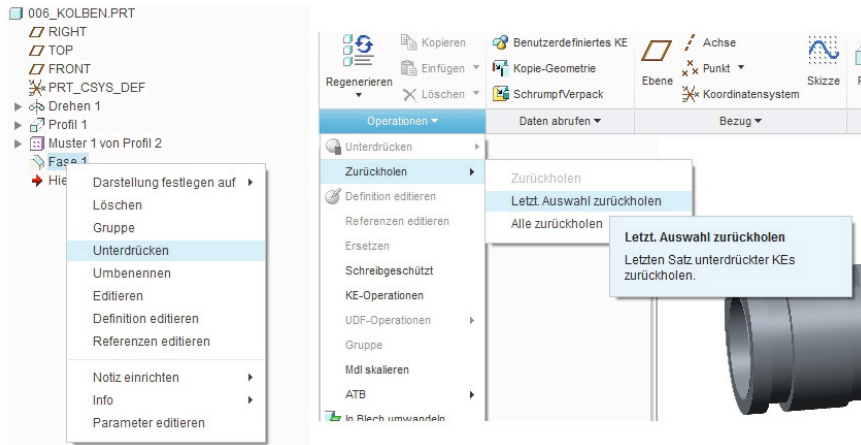 006_KOLBEN.PRT
RIGHT
TOP
FRONT
PRT_CSYS_DEF
Drehen 1
Profil 1
Muster 1 von Profil 2
Fase 1
Hie
Darstellung festlegen auf
Löschen
Gruppe
Unterdrücken
Umbenennen
Editieren
Definition editieren
Referenzen editieren
Notiz einrichten
Info
Parameter editieren
Regenerieren
Kopieren
Einfügen
Löschen
Benutzerdefiniertes KE
Kopie-Geometrie
SchrumpfVerpack
Ebene
Achse
Punkt
Koordinatensystem
Skizze
Operationen
Daten abrufen
Bezug
Unterdrücken
Zurückholen
Definition editieren
Referenzen editieren
Ersetzen
Schreibgeschützt
KE-Operationen
UDF-Operationen
Gruppe
Mdl skalieren
ATB
In Blech umwandeln
Zurückholen
Letzt. Auswahl zurückholen
Alle zurückholen
Letzt. Auswahl zurückholen
Letzten Satz unterdrückter KEs
zurückholen.